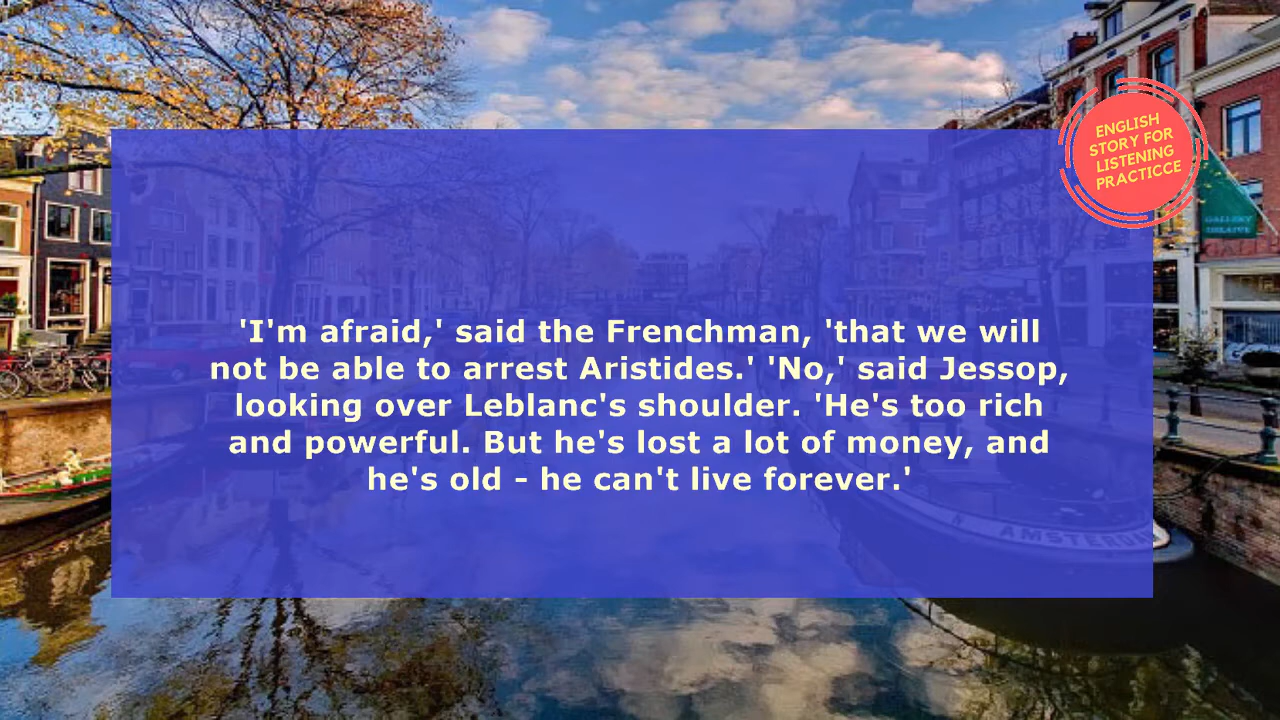 ENGLISH
STORY FOR
LISTENING
PRACTICCE
GALLERY
'I'm afraid,' said the Frenchman, 'that we will
not be able to arrest Aristides.' 'No,' said Jessop,
looking over Leblanc's shoulder. 'He's too rich
and powerful. But he's lost a lot of money, and
he's old - he can't live forever.'
AMSTERDAM